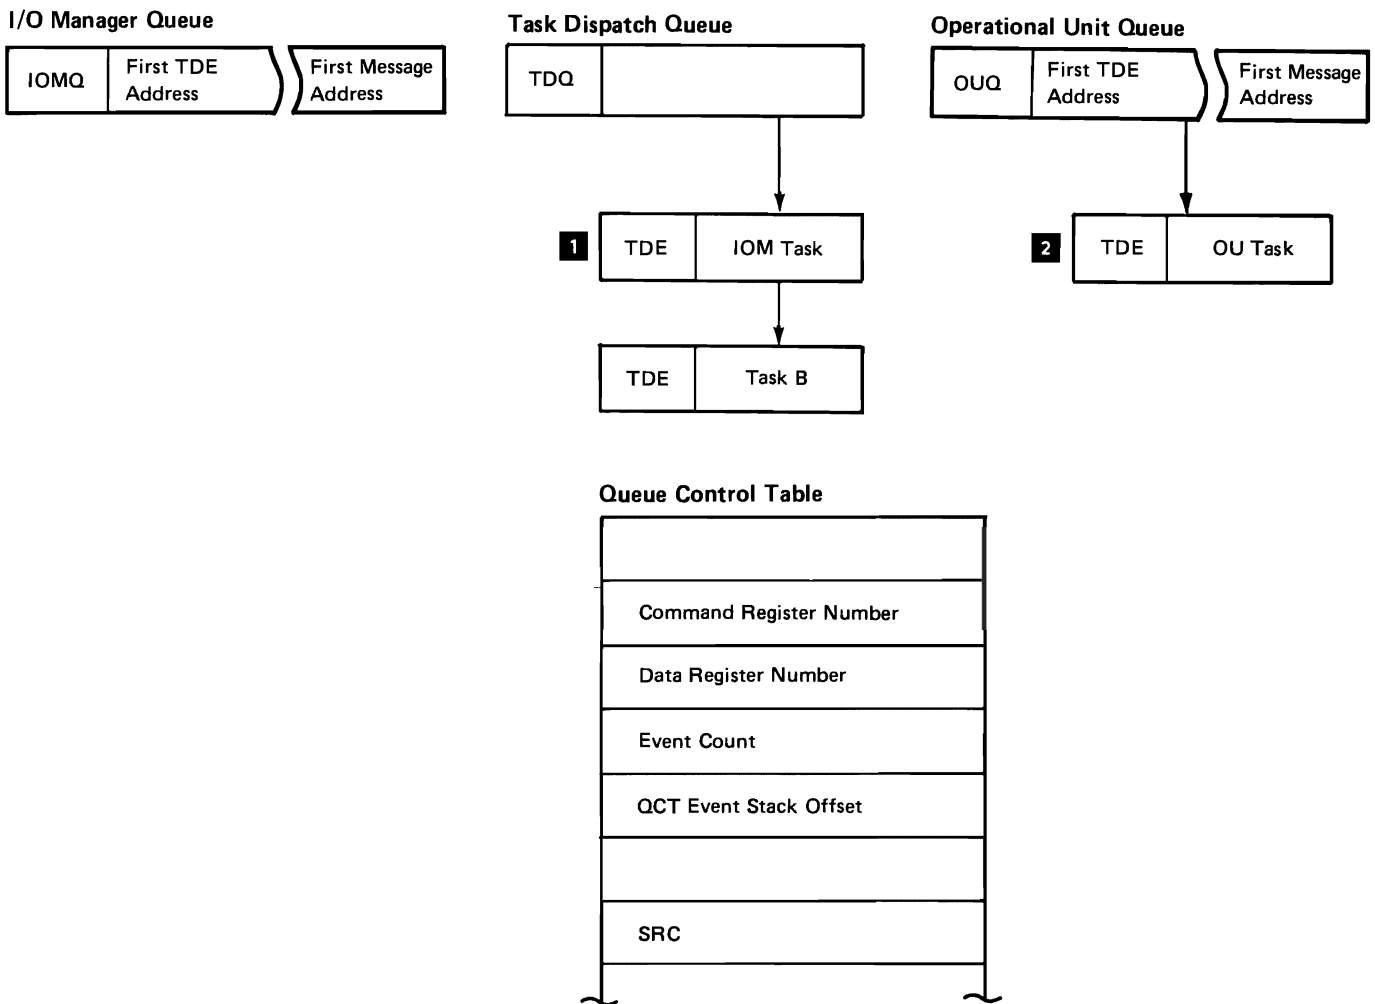 I/O Manager Queue
IOMQ
First TDE
Address
First Message
Address
Task Dispatch Queue
TDQ
Operational Unit Queue
OUQ
First TDE
Address
First Message
Address
1
TDE
IOM Task
2
TDE
OU Task
TDE
Task B
Queue Control Table
Command Register Number
Data Register Number
Event Count
QCT Event Stack Offset
SRC